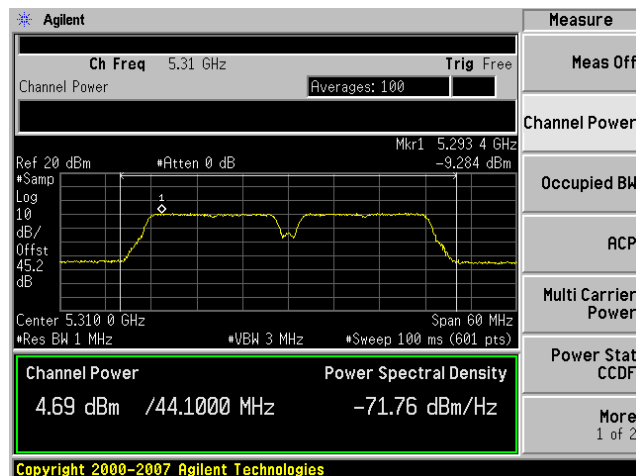 Agilent
Measure
Ch Freq 5.31 GHz Trig Free
Channel Power Averages: 100
Mkr1 5.293 4 GHz
Ref 20 dBm #Atten 0 dB -9.284 dBm
#Samp
Log
10
dB/
Offst
45.2
dB
1
Center 5.310 0 GHz Span 60 MHz
#Res BW 1 MHz #VBW 3 MHz #Sweep 100 ms (601 pts)
Channel Power Power Spectral Density
4.69 dBm /44.1000 MHz -71.76 dBm/Hz
Copyright 2000-2007 Agilent Technologies
Meas Off
Channel Power
Occupied BW
ACP
Multi Carrier
Power
Power Stat
CCDF
More
1 of 2